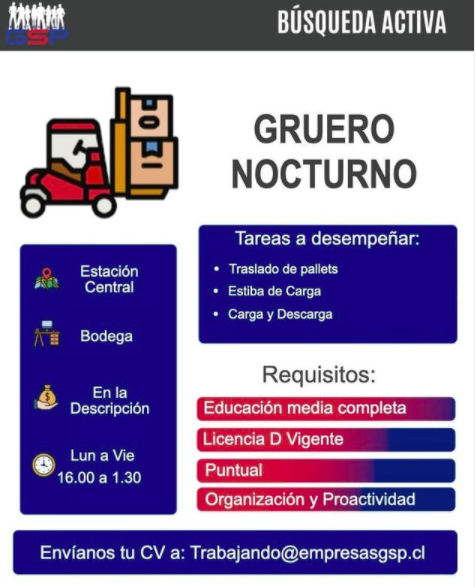 GSP
BÚSQUEDA ACTIVA
GRUERO
NOCTURNO
Estación
Central
Bodega
En la
Descripción
Lun a Vie
16.00 a 1.30
Tareas a desempeñar:
• Traslado de pallets
• Estiba de Carga
• Carga y Descarga
Requisitos:
Educación media completa
Licencia D Vigente
Puntual
Organización y Proactividad
Envíanos tu CV a: Trabajando@empresasgsp.cl